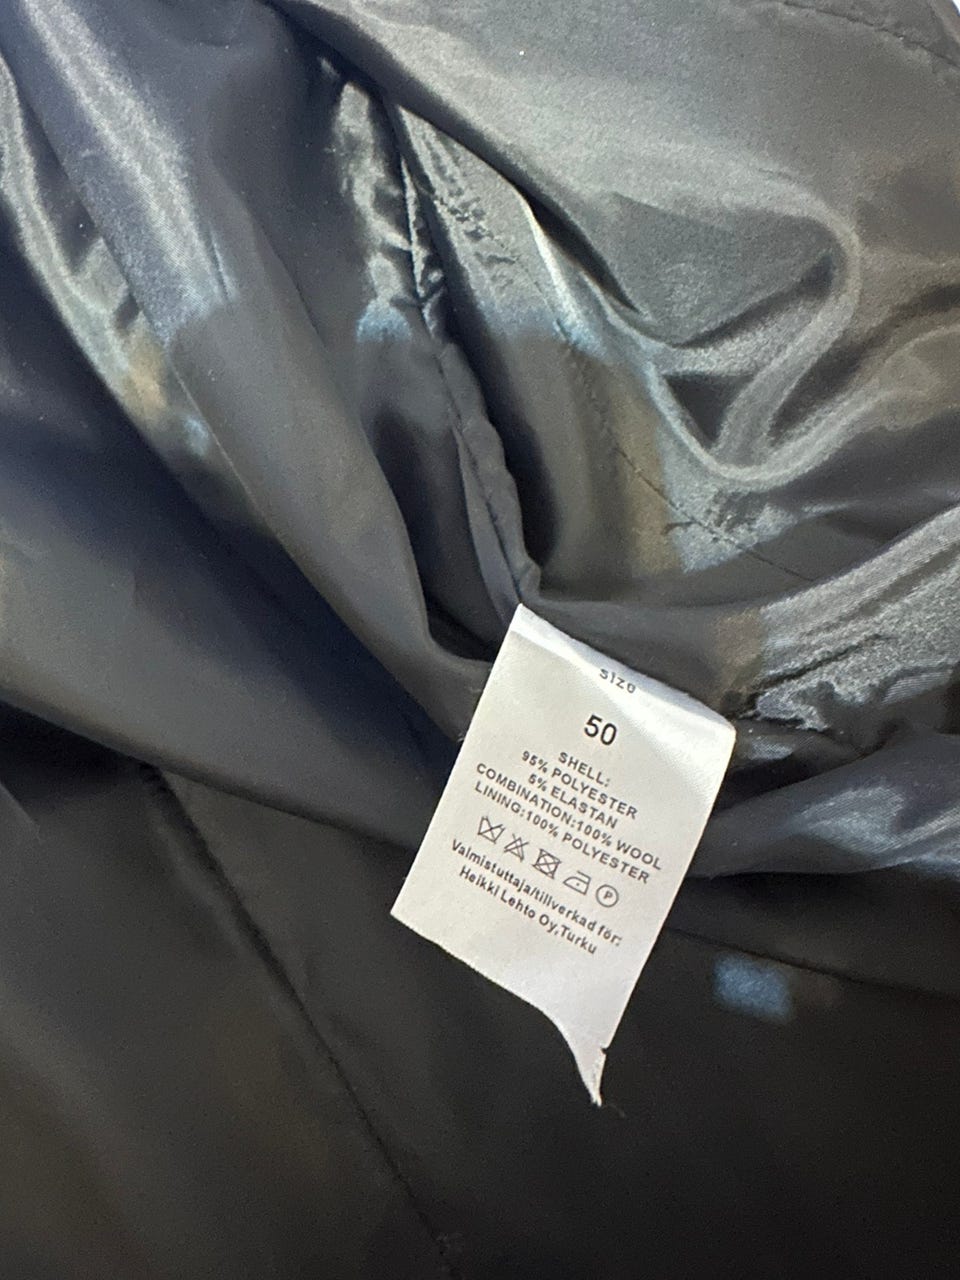 Size
50
SHELL:
95% POLYESTER
5% ELASTAN
COMBINATION:100% WOOL
LINING:100% POLYESTER
P
Valmistuttaja/tillverkad för:
Heikki Lehto Oy,Turku